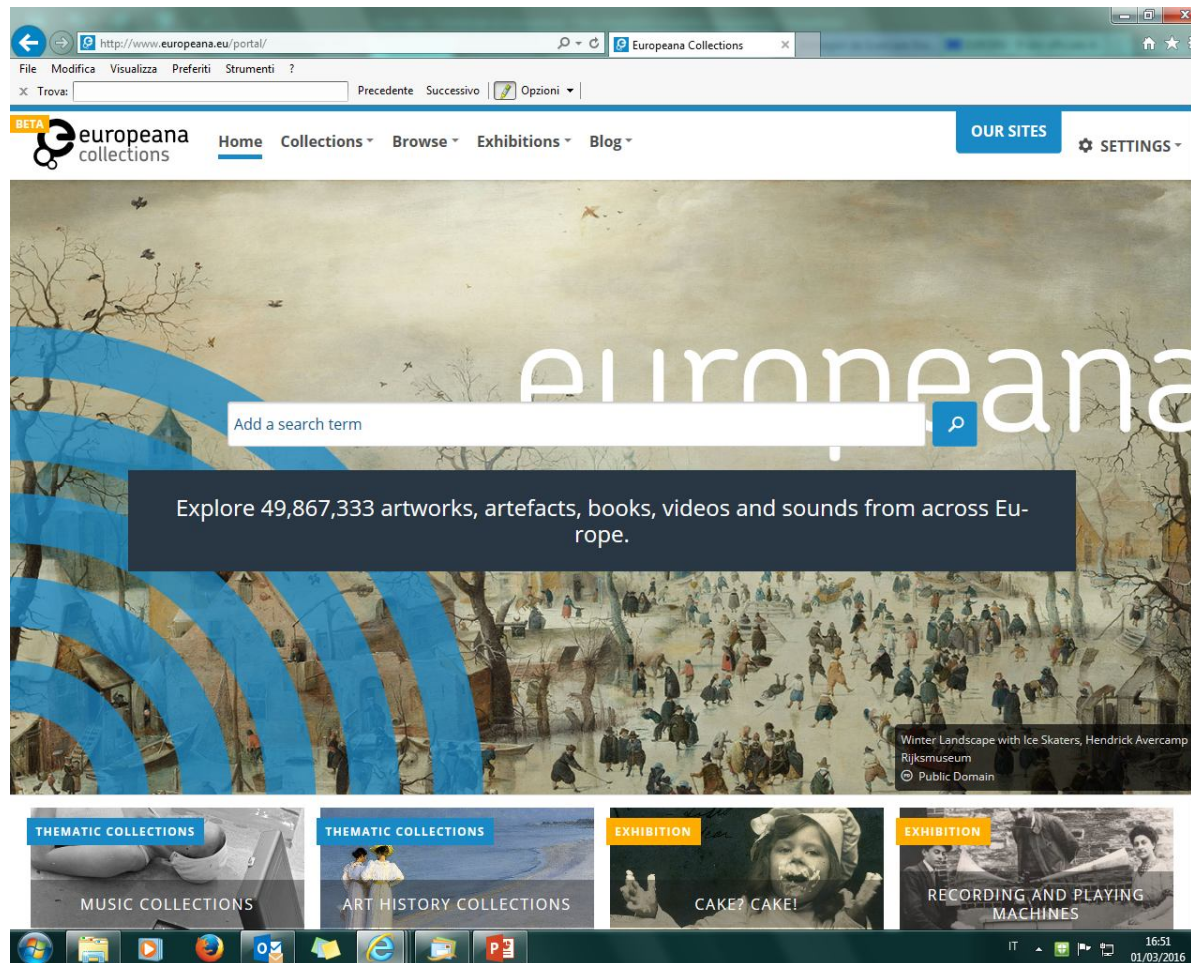 http://www.europeana.eu/portal/
Europeana Collections
File Modifica Visualizza Preferiti Strumenti ?
x Trova: Precedente Successivo Opzioni
BETA
europeana
collections
Home Collections Browse Exhibitions Blog
OUR SITES
SETTINGS
europeana
Add a search term
Explore 49,867,333 artworks, artefacts, books, videos and sounds from across Eu-
rope.
Winter Landscape with Ice Skaters, Hendrick Avercamp
Rijksmuseum
Public Domain
THEMATIC COLLECTIONS
MUSIC COLLECTIONS
THEMATIC COLLECTIONS
ART HISTORY COLLECTIONS
EXHIBITION
CAKE? CAKE!
EXHIBITION
RECORDING AND PLAYING
MACHINES
IT
16:51
01/03/2016